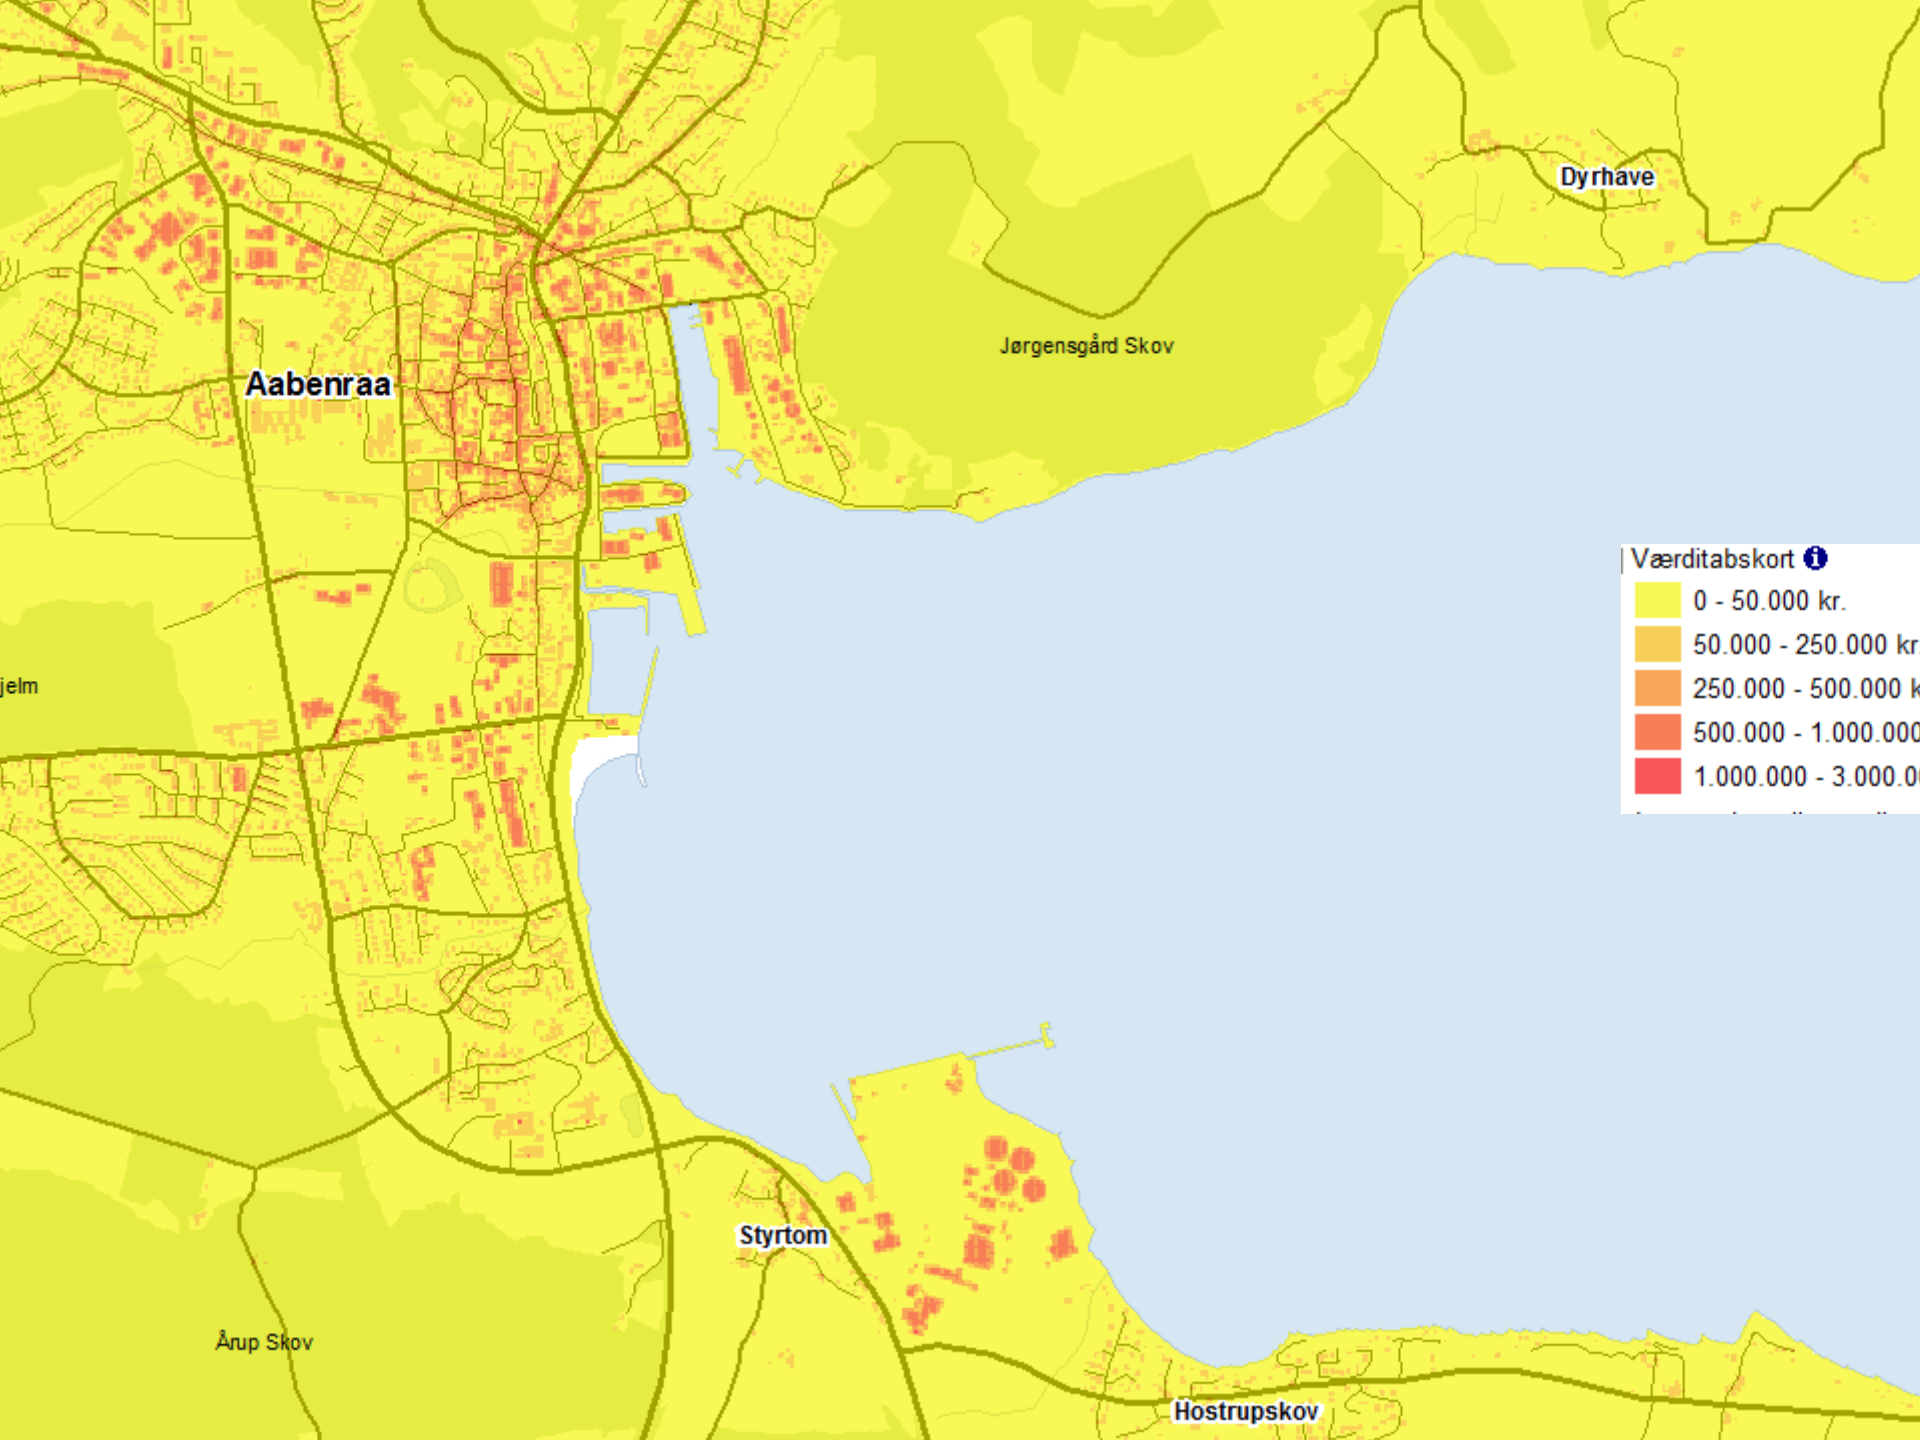 Dyrhave
Jørgensgård Skov
Aabenraa
Værditabskort
0 - 50.000 kr.
50.000 - 250.000 kr.
250.000 - 500.000 k
500.000 - 1.000.000
1.000.000 - 3.000.00
jelm
Styrtom
Årup Skov
Hostrupskov